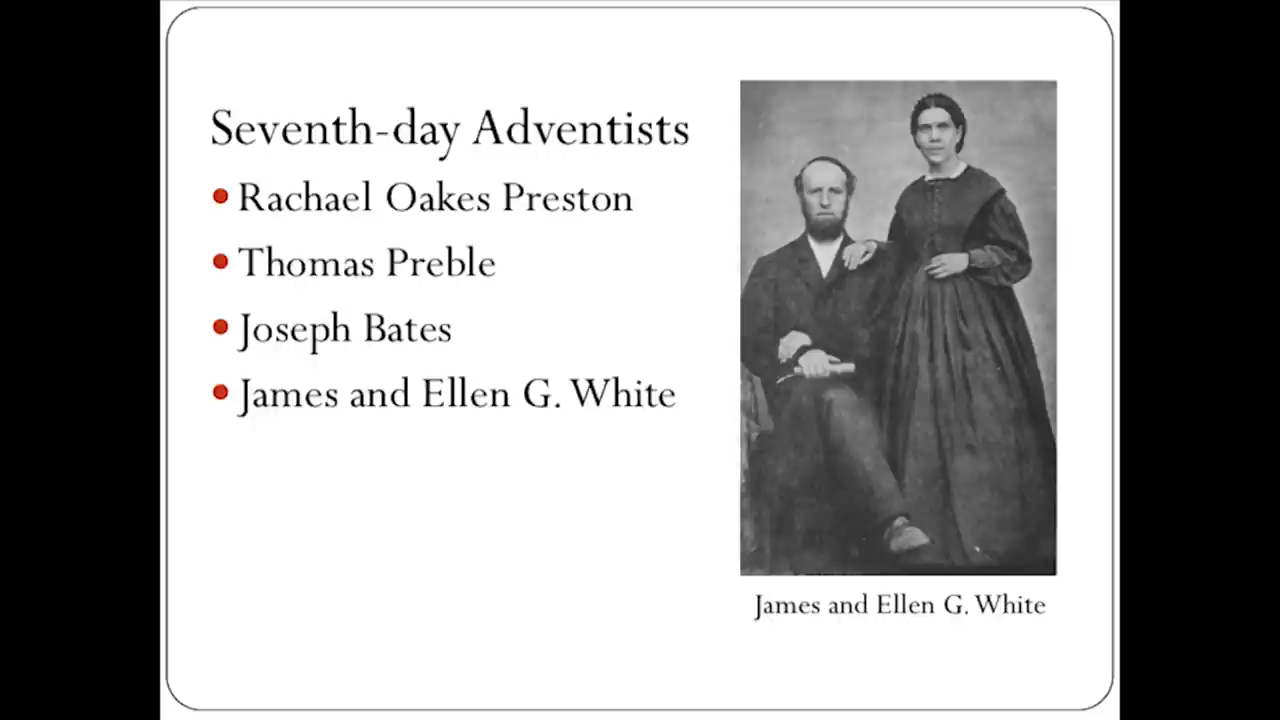 Seventh-day Adventists
• Rachael Oakes Preston
• Thomas Preble
• Joseph Bates
• James and Ellen G. White
James and Ellen G. White